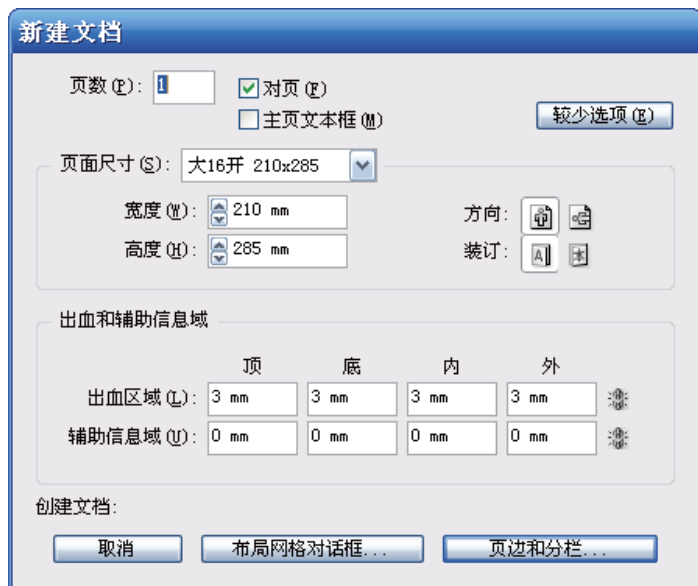 新建文档
页数(P): 1 对页(F)
主页文本框(M) 较少选项(E)
页面尺寸(S): 大16开 210x285
宽度(W): 210 mm 方向:
高度(H): 285 mm 装订: A 本
出血和辅助信息域
顶 底 内 外
出血区域(L): 3 mm 3 mm 3 mm 3 mm
辅助信息域(U): 0 mm 0 mm 0 mm 0 mm
创建文档:
取消 布局网格对话框... 页边和分栏...